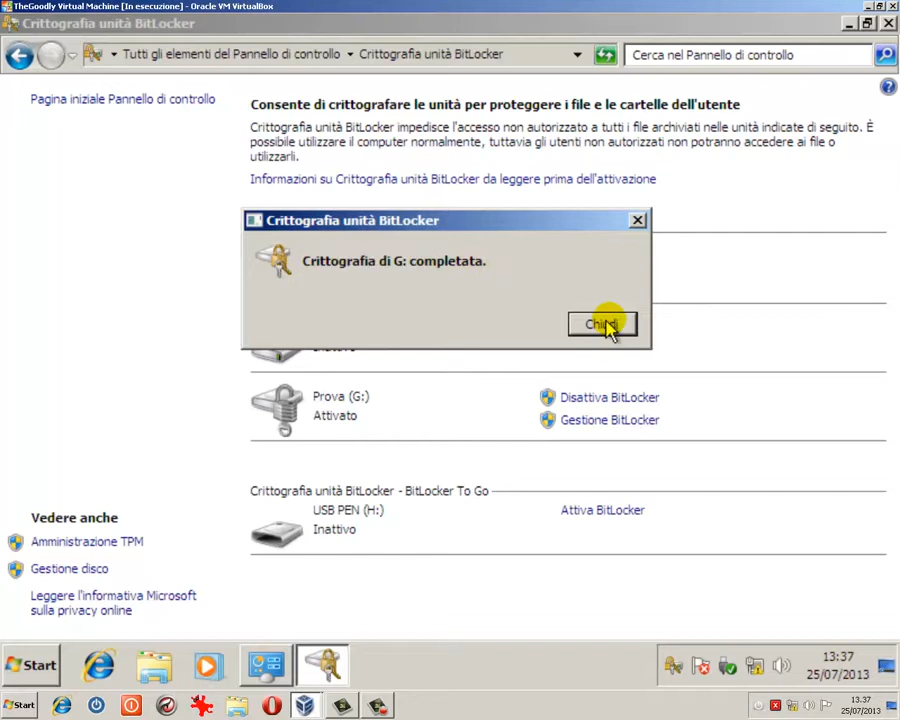 TheGoodly Virtual Machine [In esecuzione] - Oracle VM VirtualBox
Crittografia unità BitLocker
Tutti gli elementi del Pannello di controllo
Crittografia unità BitLocker
Cerca nel Pannello di controllo
Pagina iniziale Pannello di controllo
Consente di crittografare le unità per proteggere i file e le cartelle dell'utente
Crittografia unità BitLocker impedisce l'accesso non autorizzato a tutti i file archiviati nelle unità indicate di seguito. È
possibile utilizzare il computer normalmente, tuttavia gli utenti non autorizzati non potranno accedere ai file o
utilizzarli.
Informazioni su Crittografia unità BitLocker da leggere prima dell'attivazione
Crittografia unità BitLocker
Crittografia di G: completata.
Chiudi
Prova (G:)
Attivato
Disattiva BitLocker
Gestione BitLocker
Crittografia unità BitLocker - BitLocker To Go
USB PEN (H:)
Inattivo
Attiva BitLocker
Vedere anche
Amministrazione TPM
Gestione disco
Leggere l'informativa Microsoft
sulla privacy online
Start
13:37
25/07/2013
Start
13.37
25/07/2013